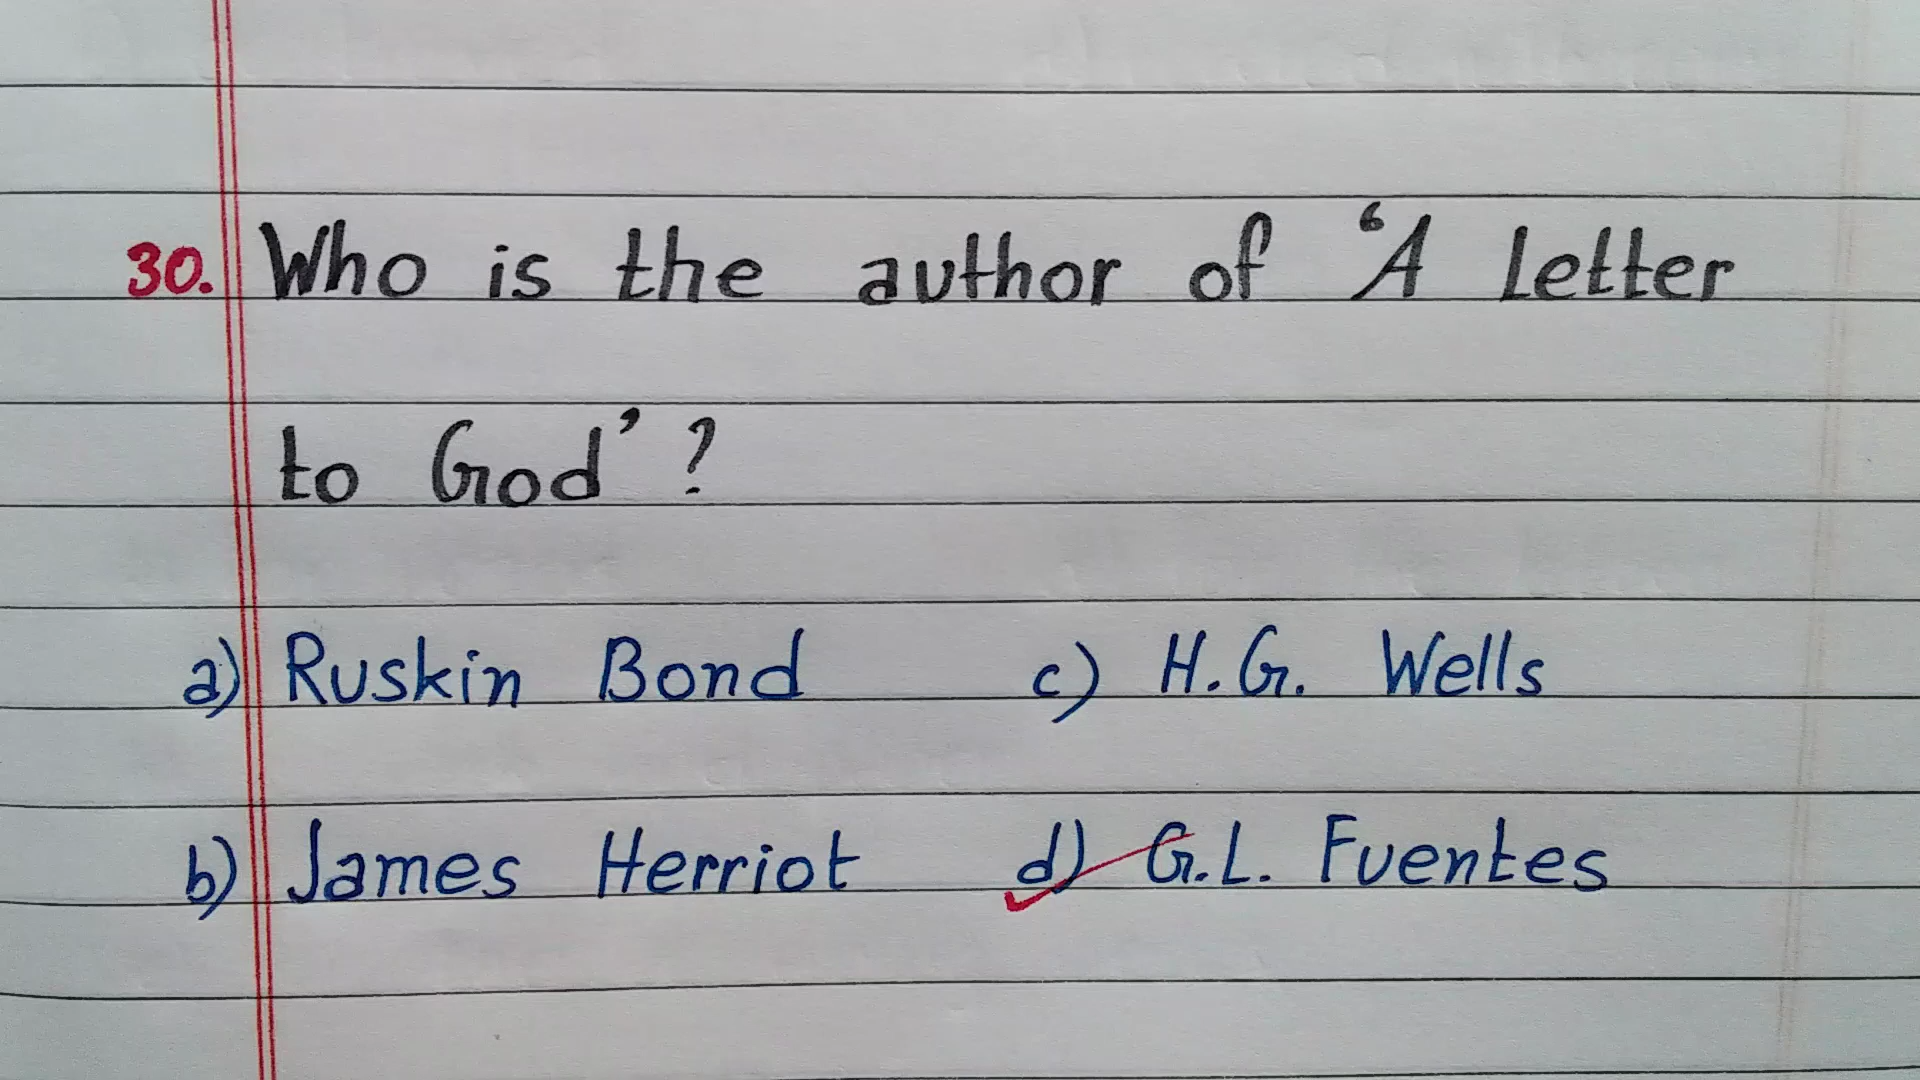 30. Who is the author of ‘A Letter
to God’ ?
a) Ruskin Bond c) H.G. Wells
b) James Herriot d) G.L. Fuentes